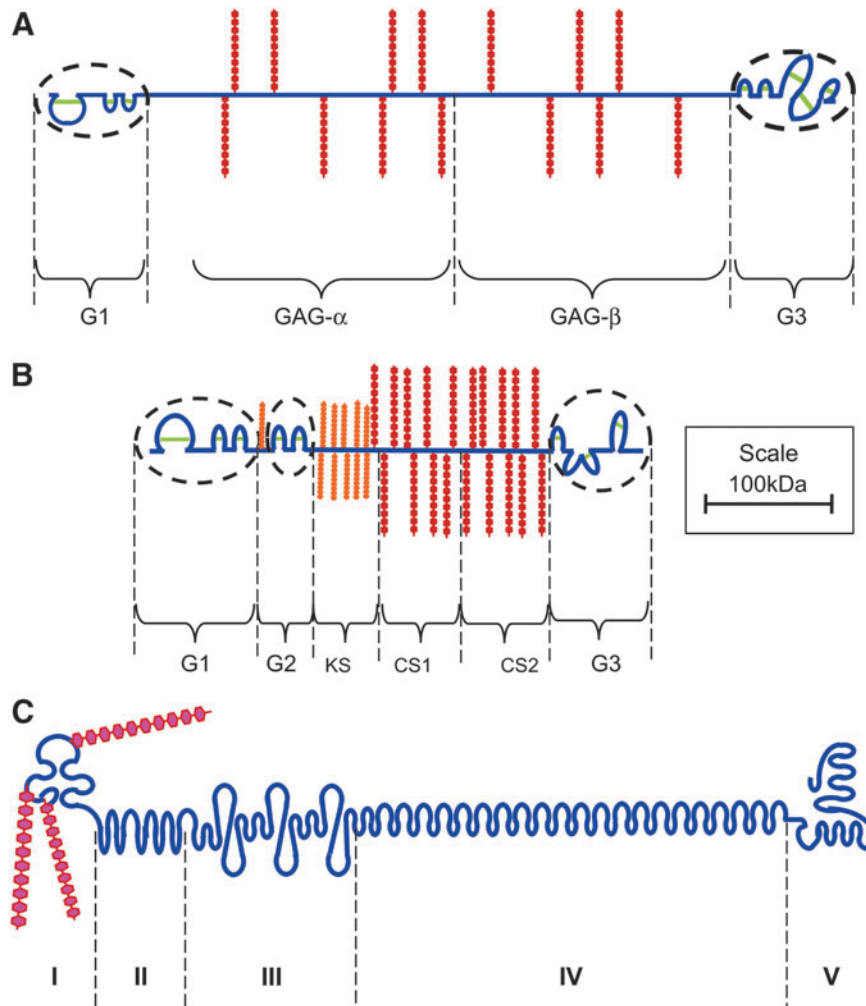 A
G1 GAG-α GAG-β G3
B
Scale
100kDa
G1 G2 KS CS1 CS2 G3
C
I II III IV V